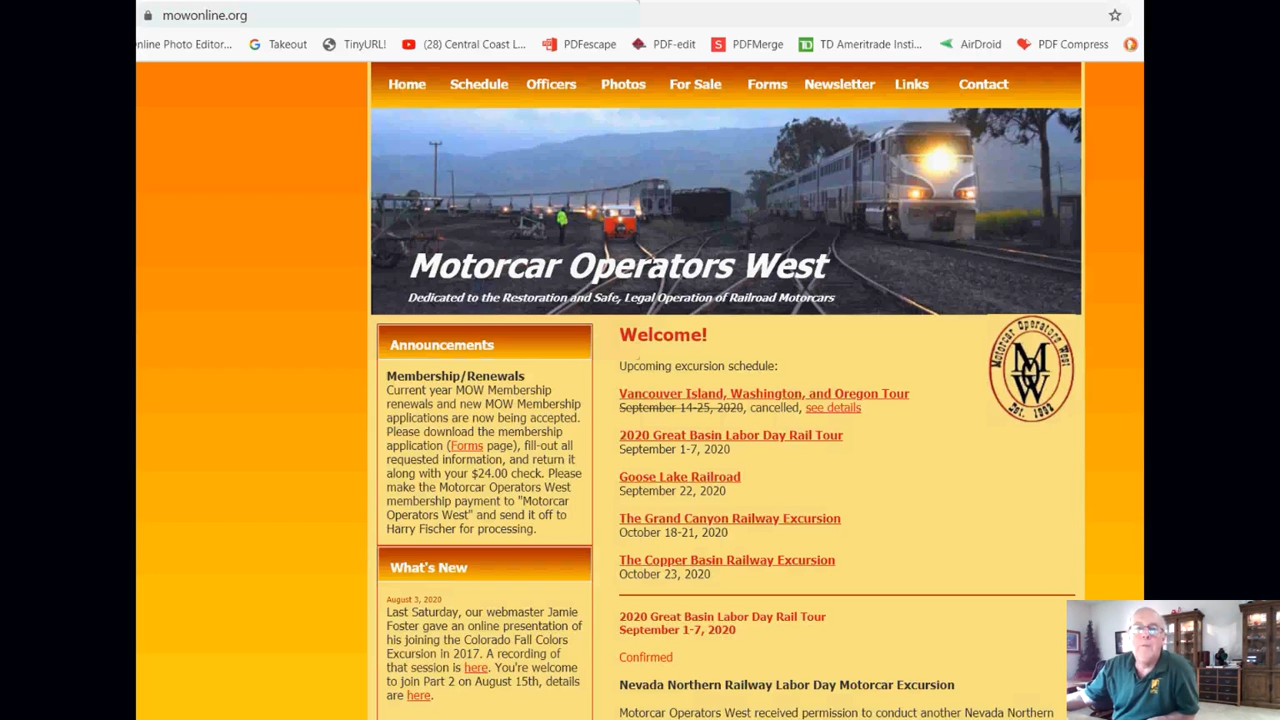 mowonline.org
nline Photo Editor...
Takeout
TinyURL!
(28) Central Coast L...
PDFescape
PDF-edit
PDFMerge
TD Ameritrade Insti...
AirDroid
PDF Compress
Home
Schedule
Officers
Photos
For Sale
Forms
Newsletter
Links
Contact
Motorcar Operators West
Dedicated to the Restoration and Safe, Legal Operation of Railroad Motorcars
Announcements
Membership/Renewals
Current year MOW Membership
renewals and new MOW Membership
applications are now being accepted.
Please download the membership
application (Forms page), fill-out all
requested information, and return it
along with your $24.00 check. Please
make the Motorcar Operators West
membership payment to "Motorcar
Operators West" and send it off to
Harry Fischer for processing.
What's New
August 3, 2020
Last Saturday, our webmaster Jamie
Foster gave an online presentation of
his joining the Colorado Fall Colors
Excursion in 2017. A recording of
that session is here. You're welcome
to join Part 2 on August 15th, details
are here.
Welcome!
Upcoming excursion schedule:
Vancouver Island, Washington, and Oregon Tour
September 14-25, 2020, cancelled, see details
2020 Great Basin Labor Day Rail Tour
September 1-7, 2020
Goose Lake Railroad
September 22, 2020
The Grand Canyon Railway Excursion
October 18-21, 2020
The Copper Basin Railway Excursion
October 23, 2020
2020 Great Basin Labor Day Rail Tour
September 1-7, 2020
Confirmed
Nevada Northern Railway Labor Day Motorcar Excursion
Motorcar Operators West received permission to conduct another Nevada Northern
Motorcar Operators West
MOW